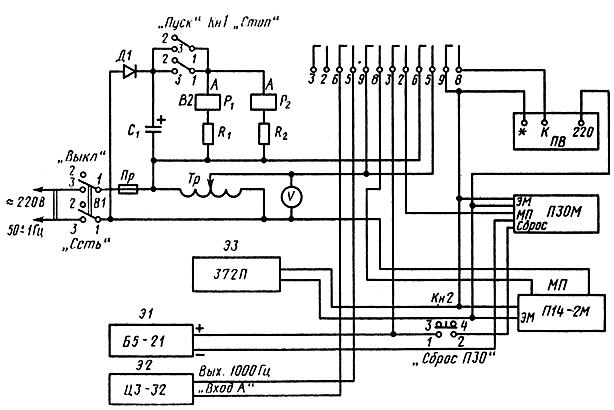 „Пуск" Кн1 „Стоп"
2
3 1
2
3 1
Д1
А А
В2 Р₁ Р₂
С₁ +
R₁ R₂
3 2 6 5 9 8 3 2 6 5 9 8
* К 220
ПВ
„Выкл"
2 1
3
2 В1
3 1
„Сеть"
≈ 220В
50±1Гц
Пр
Тр
V
ЭМ
МП
Сброс
П30М
Э3
372П
МП
П14-2М
ЭМ
Кн2
3 4
1 2
„Сброс П30"
Э1
Б5-21
+
−
Э2
Ц3-32
Вых. 1000Гц
„Вход А"